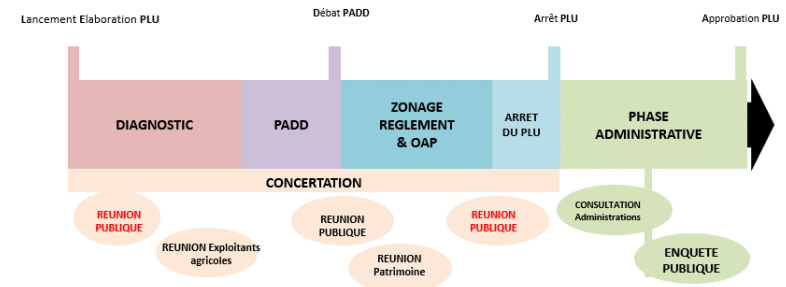 Lancement Elaboration PLU
Débat PADD
Arrêt PLU
Approbation PLU
DIAGNOSTIC
PADD
ZONAGE
REGLEMENT
& OAP
ARRET
DU PLU
PHASE
ADMINISTRATIVE
CONCERTATION
REUNION
PUBLIQUE
REUNION Exploitants
agricoles
REUNION
PUBLIQUE
REUNION
Patrimoine
REUNION
PUBLIQUE
CONSULTATION
Administrations
ENQUETE
PUBLIQUE